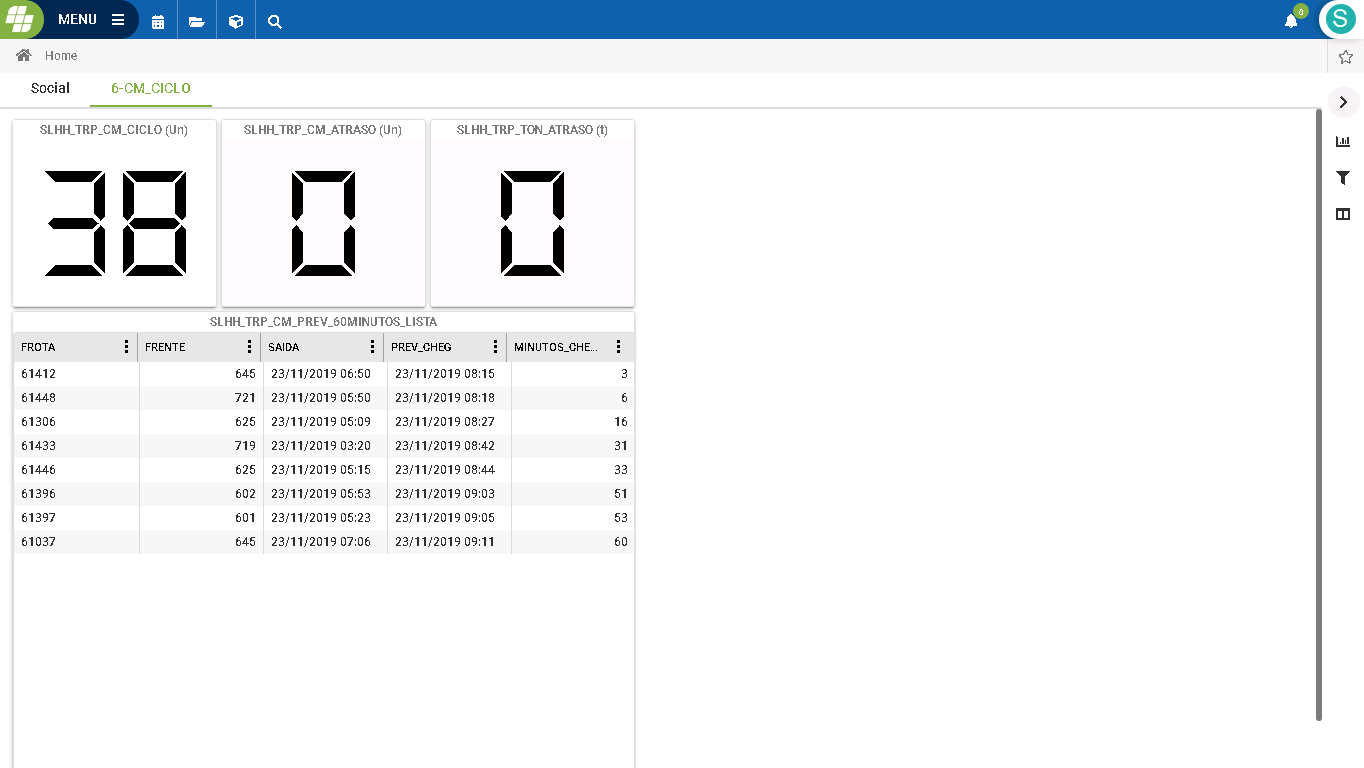 MENU
0
S
Home
Social 6-CM_CICLO
SLHH_TRP_CM_CICLO (Un) SLHH_TRP_CM_ATRASO (Un) SLHH_TRP_TON_ATRASO (t)
38 0 0
SLHH_TRP_CM_PREV_60MINUTOS_LISTA
FROTA FRENTE SAIDA PREV_CHEG MINUTOS_CHE...
61412 645 23/11/2019 06:50 23/11/2019 08:15 3
61448 721 23/11/2019 05:50 23/11/2019 08:18 6
61306 625 23/11/2019 05:09 23/11/2019 08:27 16
61433 719 23/11/2019 03:20 23/11/2019 08:42 31
61446 625 23/11/2019 05:15 23/11/2019 08:44 33
61396 602 23/11/2019 05:53 23/11/2019 09:03 51
61397 601 23/11/2019 05:23 23/11/2019 09:05 53
61037 645 23/11/2019 07:06 23/11/2019 09:11 60